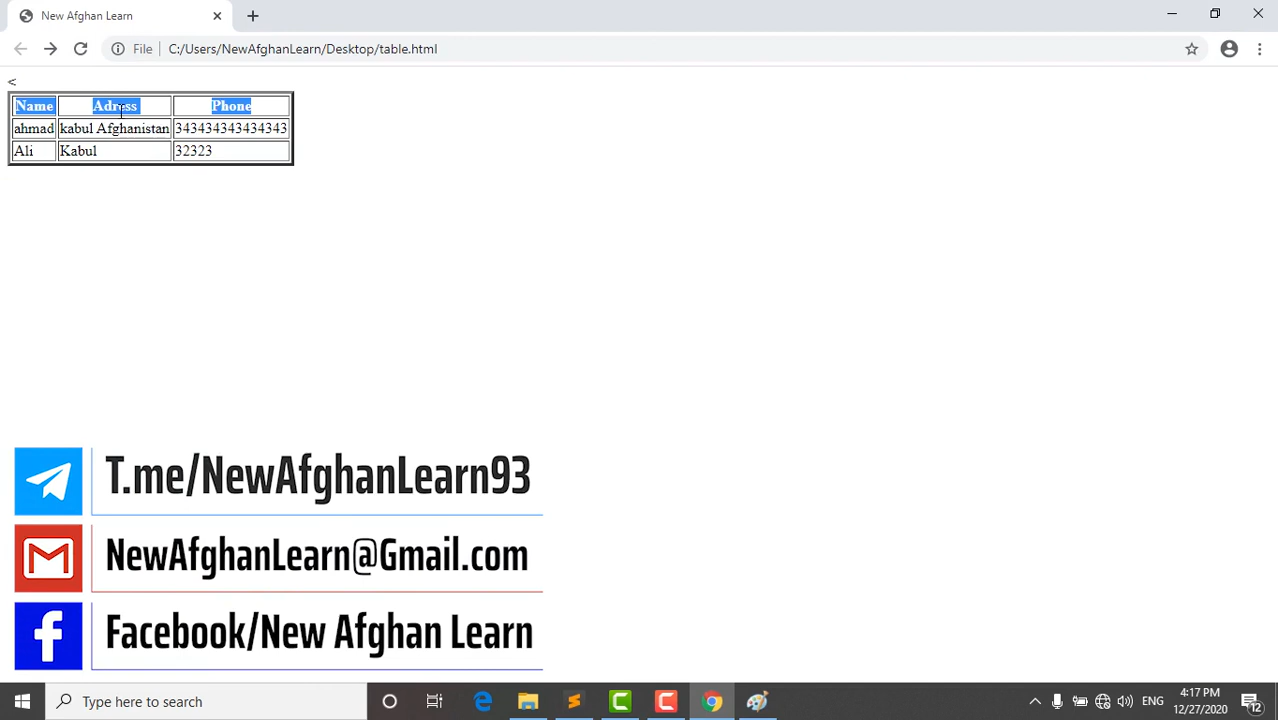 New Afghan Learn
File C:/Users/NewAfghanLearn/Desktop/table.html
<
Name Adress Phone
ahmad kabul Afghanistan 343434343434343
Ali Kabul 32323
T.me/NewAfghanLearn93
NewAfghanLearn@Gmail.com
Facebook/New Afghan Learn
Type here to search
ENG
4:17 PM
12/27/2020
12